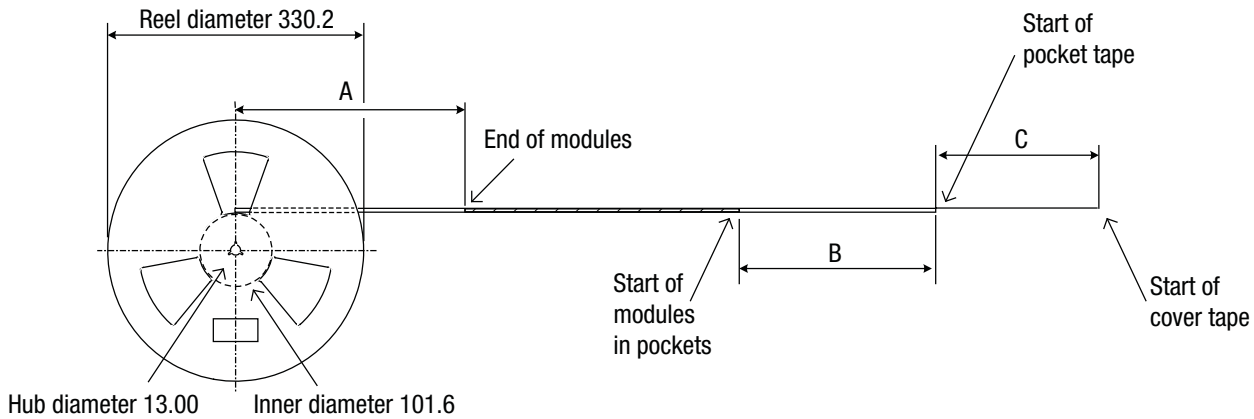 Reel diameter 330.2
Start of
pocket tape
A
C
End of modules
B
Start of
modules
in pockets
Start of
cover tape
Hub diameter 13.00
Inner diameter 101.6